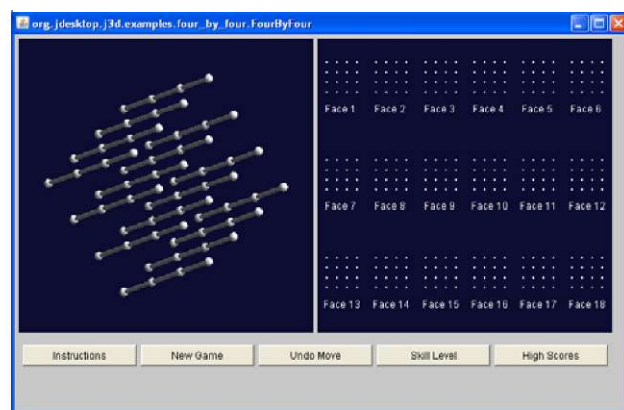 org.jdesktop.j3d.examples.four_by_four.FourByFour
Face 1 Face 2 Face 3 Face 4 Face 5 Face 6
Face 7 Face 8 Face 9 Face 10 Face 11 Face 12
Face 13 Face 14 Face 15 Face 16 Face 17 Face 18
Instructions New Game Undo Move Skill Level High Scores